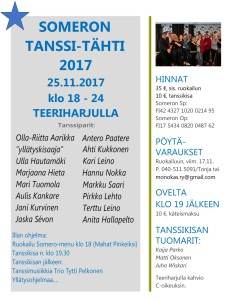 SOMERON
TANSSI-TÄHTI
2017
25.11.2017
klo 18 - 24
TEERIHARJULLA
Tanssiparit:
Olla-Riitta Aarikka
"yllätyskisaaja"
Ulla Hautamäki
Marjaana Hieta
Mari Tuomola
Aulis Kankare
Jani Kurvinen
Jaska Sévon
Antero Paatere
Ahti Kukkonen
Kari Leino
Hannu Nokka
Markku Saari
Pirkko Lehto
Terttu Leino
Anita Hallapelto
Illan ohjelma:
Ruokailu Somero-menu klo 18 (Mahat Pinkeiksi)
Tanssikisa n. klo 19.30
Tanssikisan jälkeen:
Tanssimusiikkia Trio Tytti Pelkonen
Yllätysohjelmaa...
HINNAT
35 €, sis. ruokailun
10 €, tanssikisa
Someron Sp:
FI42 4327 1020 0214 95
Someron Op:
FI17 5434 0820 0487 62
PÖYTÄ-
VARAUKSET
Ruokailuun, viim. 17.11.
P. 040-511 5091/Tonja tai
monokas.ry@gmail.com
OVELTA
KLO 19 JÄLKEEN
10 €, käteismaksu
TANSSIKISAN
TUOMARIT:
Kaija Parko
Matti Oksanen
Juha Wiskari
Teeriharjulla kahvio
C-oikeuksin.